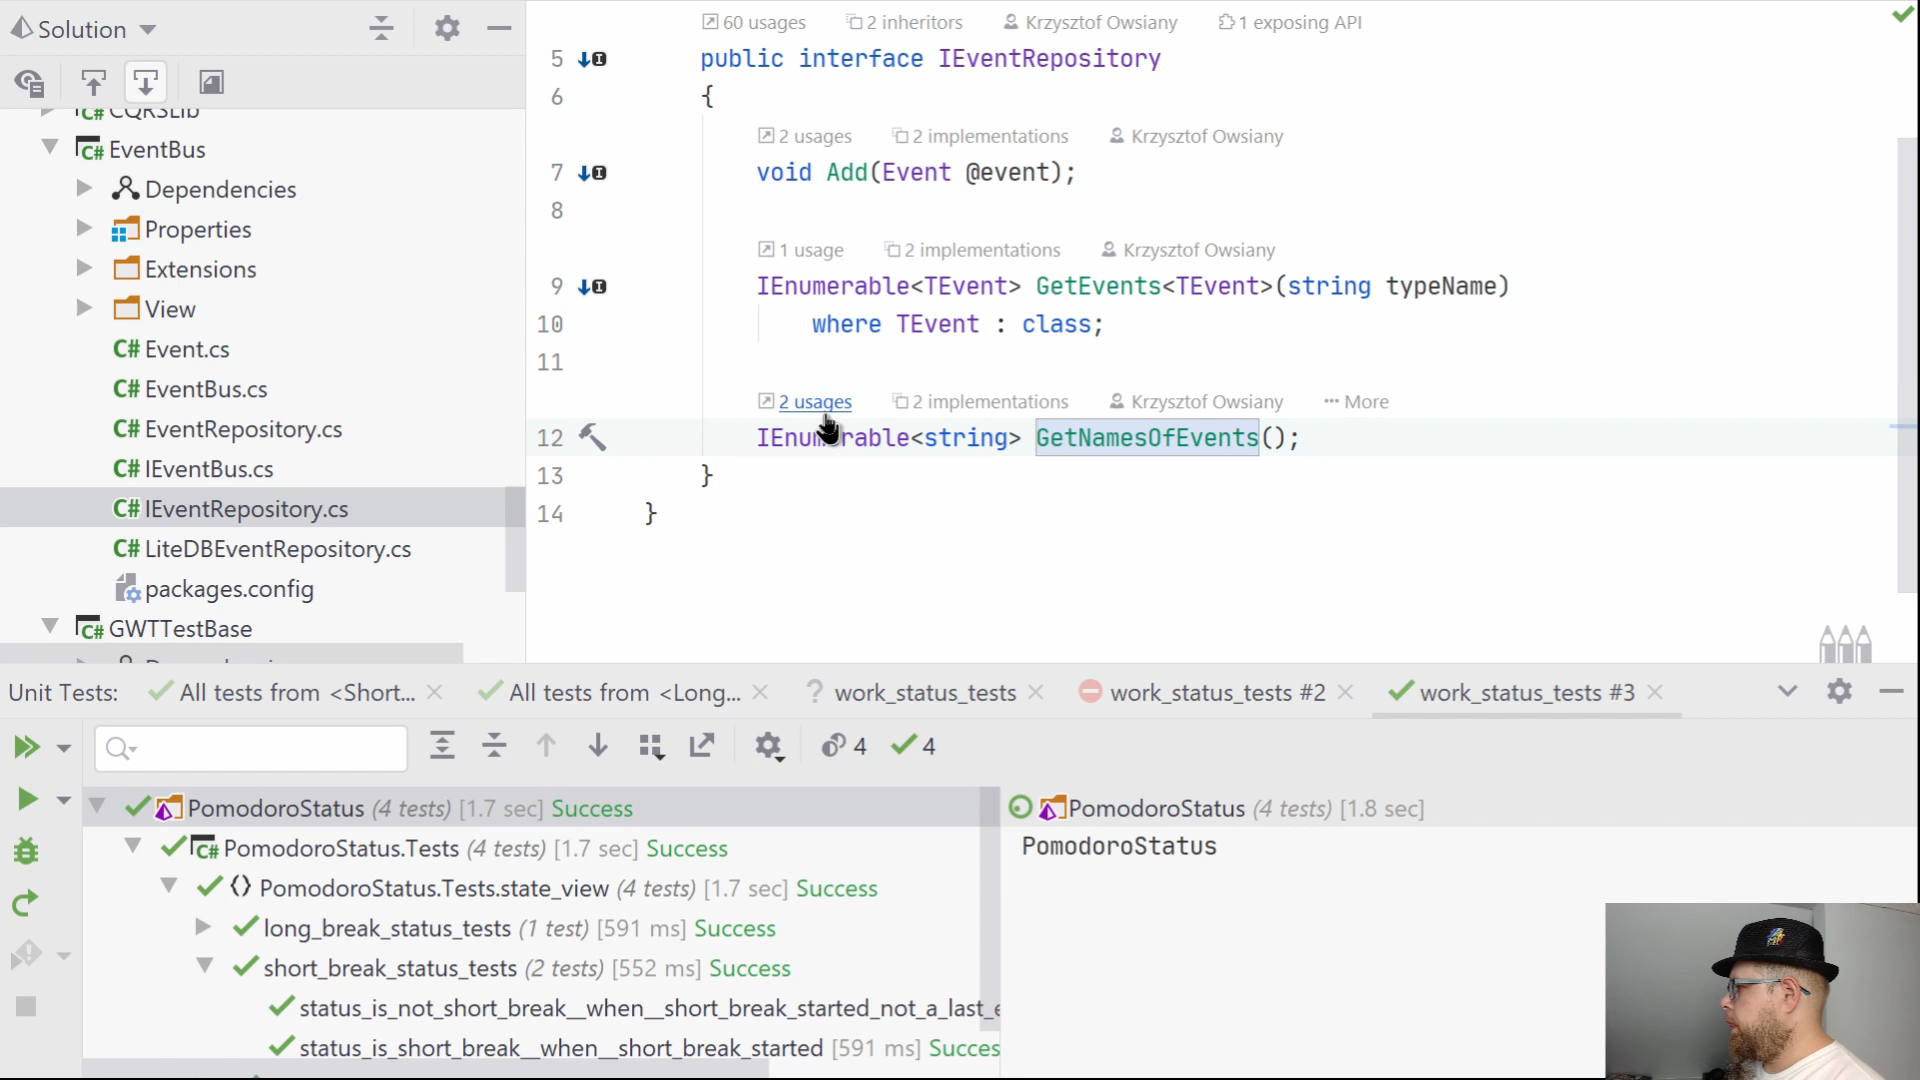 Solution
CQRSLib
EventBus
Dependencies
Properties
Extensions
View
C# Event.cs
C# EventBus.cs
C# EventRepository.cs
C# IEventBus.cs
C# IEventRepository.cs
C# LiteDBEventRepository.cs
packages.config
C# GWTTestBase
60 usages 2 inheritors Krzysztof Owsiany 1 exposing API
5 public interface IEventRepository
6 {
2 usages 2 implementations Krzysztof Owsiany
7 void Add(Event @event);
8
1 usage 2 implementations Krzysztof Owsiany
9 IEnumerable<TEvent> GetEvents<TEvent>(string typeName)
10 where TEvent : class;
11
2 usages 2 implementations Krzysztof Owsiany ··· More
12 IEnumerable<string> GetNamesOfEvents();
13 }
14 }
Unit Tests: All tests from <Short... All tests from <Long... work_status_tests work_status_tests #2 work_status_tests #3
4 4
PomodoroStatus (4 tests) [1.7 sec] Success
C# PomodoroStatus.Tests (4 tests) [1.7 sec] Success
PomodoroStatus.Tests.state_view (4 tests) [1.7 sec] Success
long_break_status_tests (1 test) [591 ms] Success
short_break_status_tests (2 tests) [552 ms] Success
status_is_not_short_break__when__short_break_started_not_a_last_e
status_is_short_break__when__short_break_started [591 ms] Succes
PomodoroStatus (4 tests) [1.8 sec]
PomodoroStatus